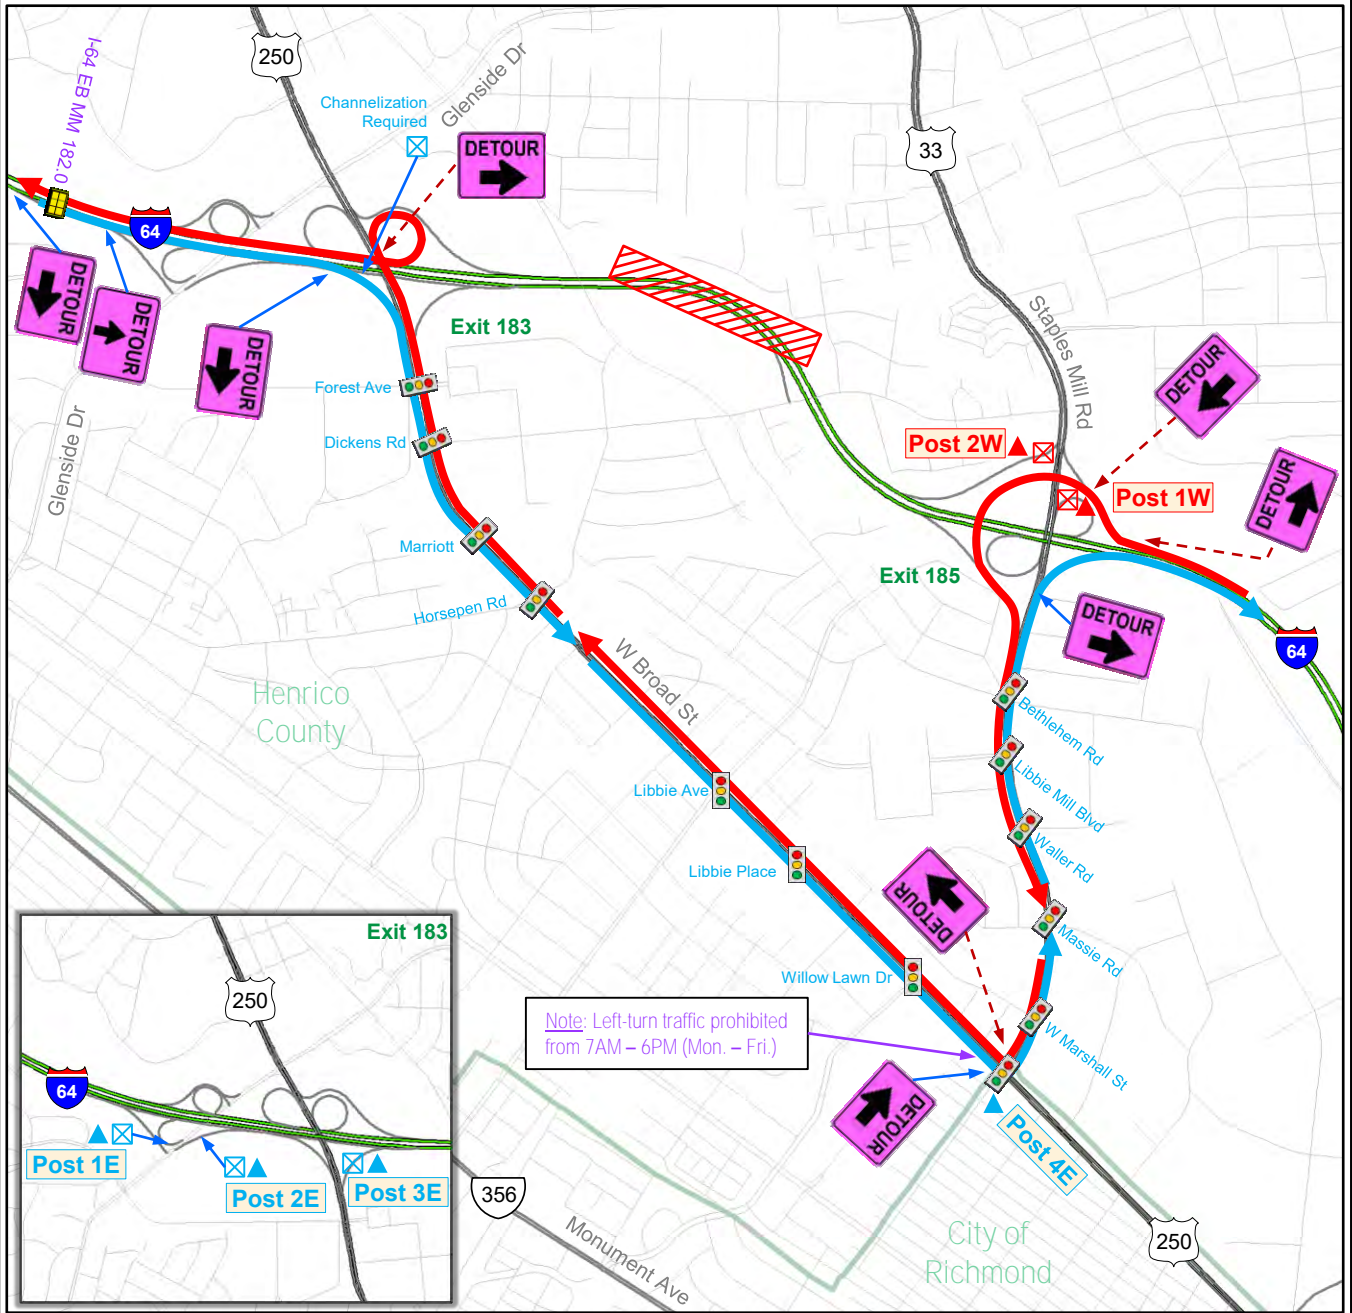 250
I-64 EB MM 182.0
Channelization
Required
Glenside Dr
DETOUR
33
64
DETOUR
DETOUR
DETOUR
Exit 183
Staples Mill Rd
DETOUR
Forest Ave
Dickens Rd
Glenside Dr
Post 2W
Post 1W
DETOUR
Marriott
Exit 185
Horsepen Rd
DETOUR
64
W Broad St
Henrico
County
Bethlehem Rd
Libbie Mill Blvd
Libbie Ave
Waller Rd
Libbie Place
DETOUR
Massie Rd
Willow Lawn Dr
Exit 183
250
Note: Left-turn traffic prohibited
from 7AM – 6PM (Mon. – Fri.)
W Marshall St
64
DETOUR
Post 4E
Post 1E
Post 2E
Post 3E
356
Monument Ave
City of
Richmond
250